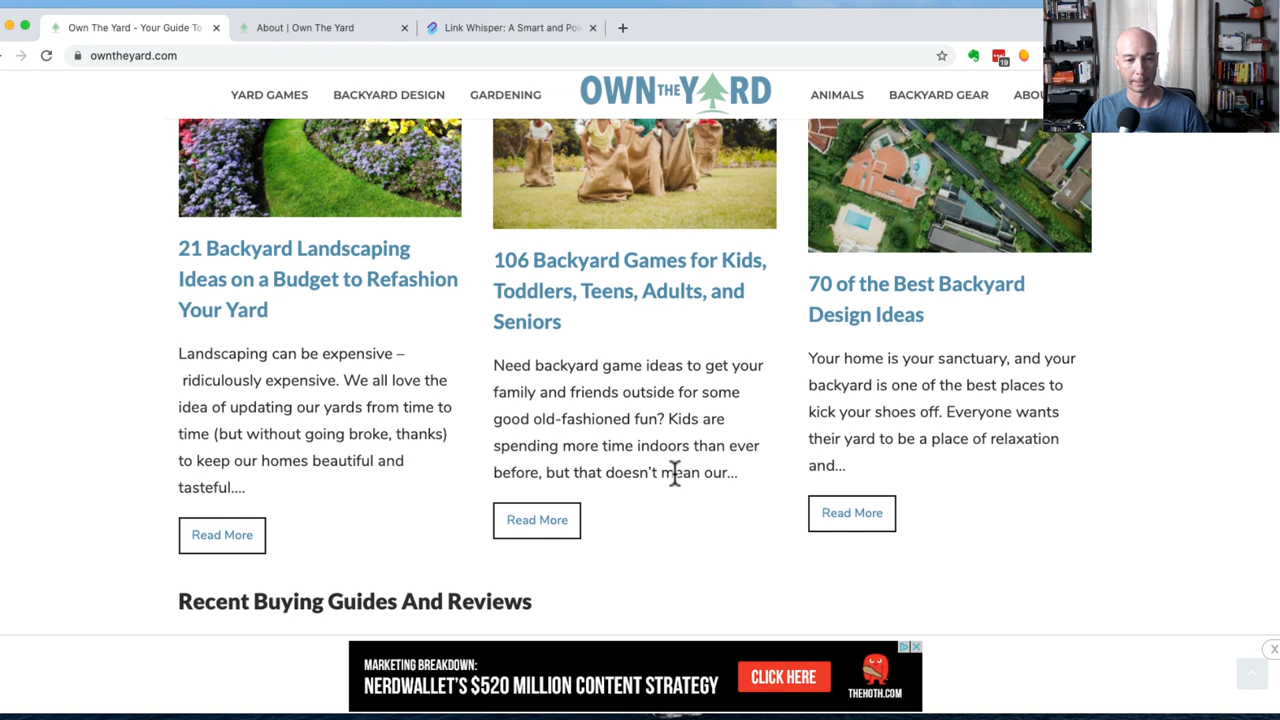 Own The Yard - Your Guide To
About | Own The Yard
Link Whisper: A Smart and Pow
owntheyard.com
19
YARD GAMES
BACKYARD DESIGN
GARDENING
OWN THE YARD
ANIMALS
BACKYARD GEAR
ABOU
21 Backyard Landscaping
Ideas on a Budget to Refashion
Your Yard
Landscaping can be expensive –
ridiculously expensive. We all love the
idea of updating our yards from time to
time (but without going broke, thanks)
to keep our homes beautiful and
tasteful....
Read More
106 Backyard Games for Kids,
Toddlers, Teens, Adults, and
Seniors
Need backyard game ideas to get your
family and friends outside for some
good old-fashioned fun? Kids are
spending more time indoors than ever
before, but that doesn't mean our...
Read More
70 of the Best Backyard
Design Ideas
Your home is your sanctuary, and your
backyard is one of the best places to
kick your shoes off. Everyone wants
their yard to be a place of relaxation
and...
Read More
Recent Buying Guides And Reviews
MARKETING BREAKDOWN:
NERDWALLET'S $520 MILLION CONTENT STRATEGY
CLICK HERE
THEHOTH.COM
X